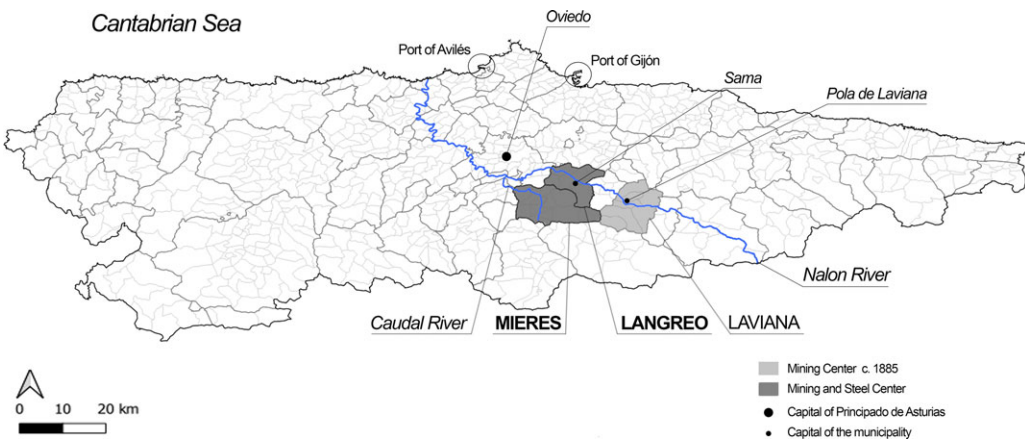 Cantabrian Sea
Oviedo
Port of Avilés
Port of Gijón
Sama
Pola de Laviana
Nalon River
Caudal River
MIERES
LANGREO
LAVIANA
0 10 20 km
Mining Center c. 1885
Mining and Steel Center
Capital of Principado de Asturias
Capital of the municipality